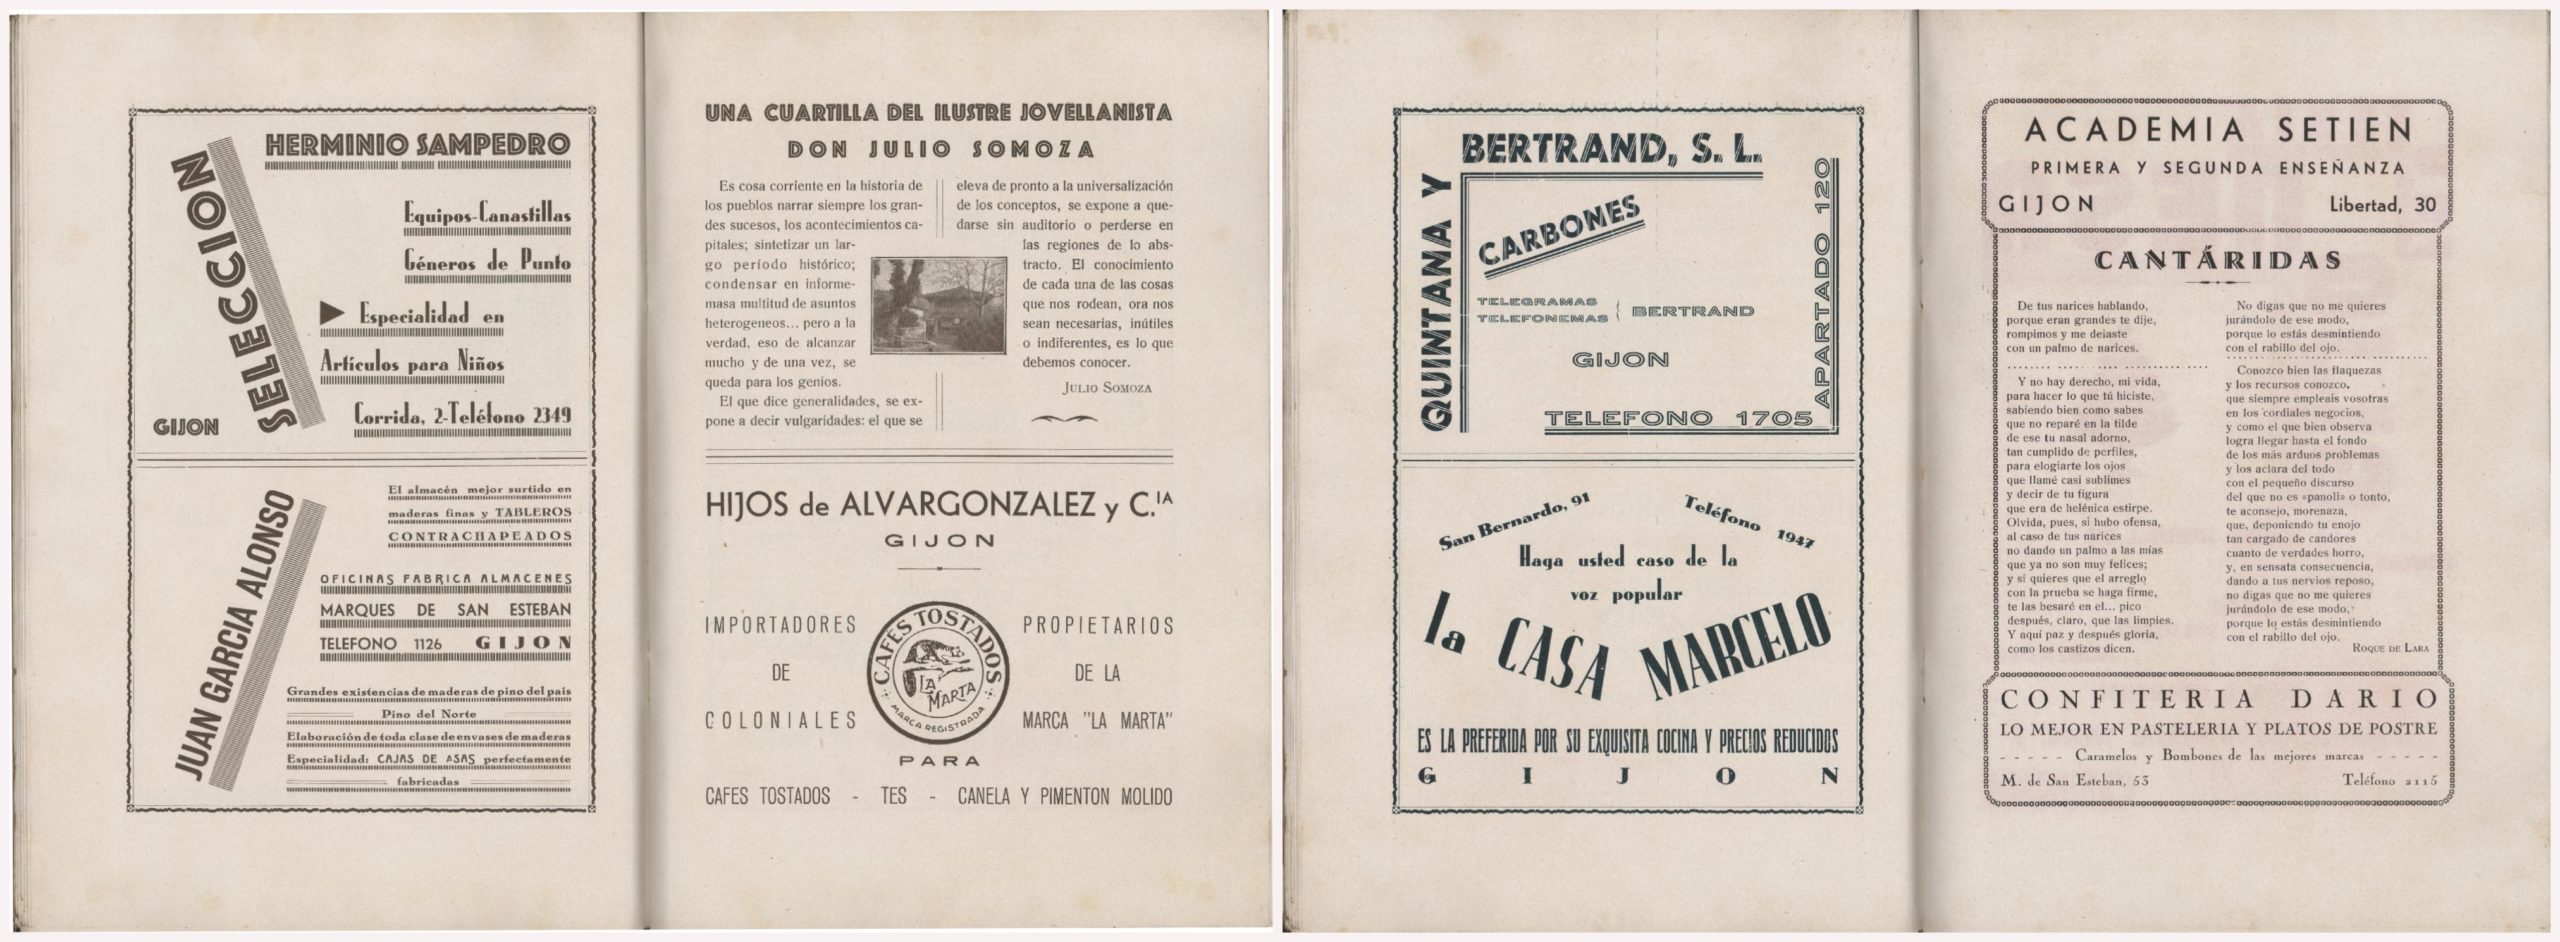 HERMINIO SAMPEDRO
SELECCION
Equipos-Canastillas
Géneros de Punto
Especialidad en
Artículos para Niños
Corrida, 2-Teléfono 2349
GIJON
JUAN GARCIA ALONSO
El almacén mejor surtido en
maderas finas y TABLEROS
CONTRACHAPEADOS
OFICINAS FABRICA ALMACENES
MARQUES DE SAN ESTEBAN
TELEFONO 1126 GIJON
Grandes existencias de maderas de pino del pais
Pino del Norte
Elaboración de toda clase de envases de maderas
Especialidad: CAJAS DE ASAS perfectamente
fabricadas
UNA CUARTILLA DEL ILUSTRE JOVELLANISTA
DON JULIO SOMOZA
Es cosa corriente en la historia de
los pueblos narrar siempre los gran-
des sucesos, los acontecimientos ca-
pitales; sintetizar un lar-
go período histórico;
condensar en informe-
masa multitud de asuntos
heterogeneos... pero a la
verdad, eso de alcanzar
mucho y de una vez, se
queda para los genios.
El que dice generalidades, se ex-
pone a decir vulgaridades: el que se
eleva de pronto a la universalización
de los conceptos, se expone a que-
darse sin auditorio o perderse en
las regiones de lo abs-
tracto. El conocimiento
de cada una de las cosas
que nos rodean, ora nos
sean necesarias, inútiles
o indiferentes, es lo que
debemos conocer.
JULIO SOMOZA
HIJOS de ALVARGONZALEZ y C.IA
GIJON
IMPORTADORES
DE
COLONIALES
CAFES TOSTADOS
LA MARTA
MARCA REGISTRADA
PROPIETARIOS
DE LA
MARCA "LA MARTA"
PARA
CAFES TOSTADOS - TES - CANELA Y PIMENTON MOLIDO
QUINTANA Y
BERTRAND, S. L.
CARBONES
TELEGRAMAS
TELEFONEMAS { BERTRAND
GIJON
APARTADO 120
TELEFONO 1705
San Bernardo, 91
Teléfono 1947
Haga usted caso de la
voz popular
la CASA MARCELO
ES LA PREFERIDA POR SU EXQUISITA COCINA Y PRECIOS REDUCIDOS
GIJON
ACADEMIA SETIEN
PRIMERA Y SEGUNDA ENSEÑANZA
GIJON Libertad, 30
CANTÁRIDAS
De tus narices hablando,
porque eran grandes te dije,
rompimos y me dejaste
con un palmo de narices.
Y no hay derecho, mi vida,
para hacer lo que tú hiciste,
sabiendo bien como sabes
que no reparé en la tilde
de ese tu nasal adorno,
tan cumplido de perfiles,
para elogiarte los ojos
que llamé casi sublimes
y decir de tu figura
que era de helénica estirpe.
Olvida, pues, si hubo ofensa,
al caso de tus narices
no dando un palmo a las mías
que ya no son muy felices;
y si quieres que el arreglo
con la prueba se haga firme,
te las besaré en el... pico
después, claro, que las limpies.
Y aquí paz y después gloria,
como los castizos dicen.
No digas que no me quieres
jurándolo de ese modo,
porque lo estás desmintiendo
con el rabillo del ojo.
Conozco bien las flaquezas
y los recursos conozco,
que siempre empleais vosotras
en los cordiales negocios,
y como el que bien observa
logra llegar hasta el fondo
de los más arduos problemas
y los aclara del todo
con el pequeño discurso
del que no es «panoli» o tonto,
te aconsejo, morenaza,
que, deponiendo tu enojo
tan cargado de candores
cuanto de verdades horro,
y, en sensata consecuencia,
dando a tus nervios reposo,
no digas que no me quieres
jurándolo de ese modo,
porque lo estás desmintiendo
con el rabillo del ojo.
ROQUE DE LARA
CONFITERIA DARIO
LO MEJOR EN PASTELERIA Y PLATOS DE POSTRE
Caramelos y Bombones de las mejores marcas
M. de San Esteban, 53 Teléfono 2115